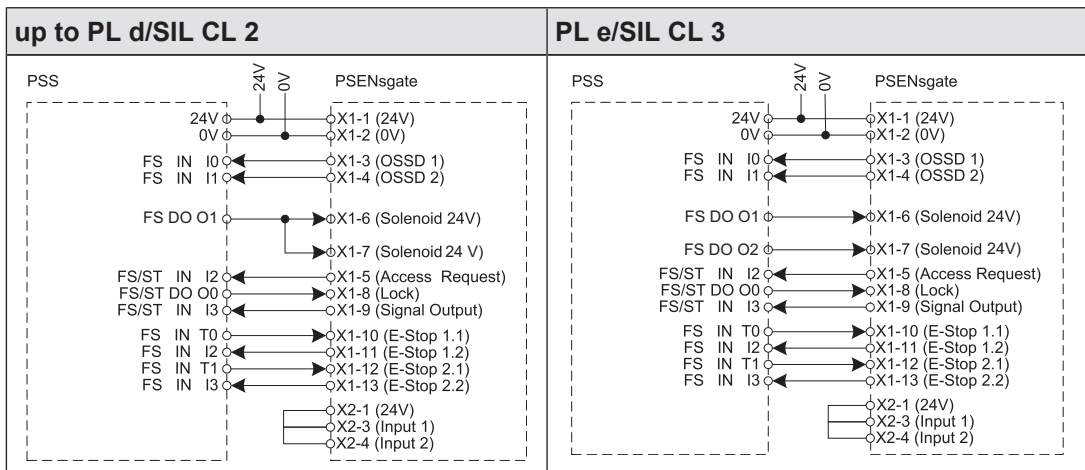 up to PL d/SIL CL 2
PSS
24V
0V
PSENsgate
24V
X1-1 (24V)
0V
X1-2 (0V)
FS IN I0
X1-3 (OSSD 1)
FS IN I1
X1-4 (OSSD 2)
FS DO O1
X1-6 (Solenoid 24V)
X1-7 (Solenoid 24 V)
FS/ST IN I2
X1-5 (Access Request)
FS/ST DO O0
X1-8 (Lock)
FS/ST IN I3
X1-9 (Signal Output)
FS IN T0
X1-10 (E-Stop 1.1)
FS IN I2
X1-11 (E-Stop 1.2)
FS IN T1
X1-12 (E-Stop 2.1)
FS IN I3
X1-13 (E-Stop 2.2)
X2-1 (24V)
X2-3 (Input 1)
X2-4 (Input 2)
PL e/SIL CL 3
PSS
24V
0V
PSENsgate
24V
X1-1 (24V)
0V
X1-2 (0V)
FS IN I0
X1-3 (OSSD 1)
FS IN I1
X1-4 (OSSD 2)
FS DO O1
X1-6 (Solenoid 24V)
FS DO O2
X1-7 (Solenoid 24V)
FS/ST IN I2
X1-5 (Access Request)
FS/ST DO O0
X1-8 (Lock)
FS/ST IN I3
X1-9 (Signal Output)
FS IN T0
X1-10 (E-Stop 1.1)
FS IN I2
X1-11 (E-Stop 1.2)
FS IN T1
X1-12 (E-Stop 2.1)
FS IN I3
X1-13 (E-Stop 2.2)
X2-1 (24V)
X2-3 (Input 1)
X2-4 (Input 2)